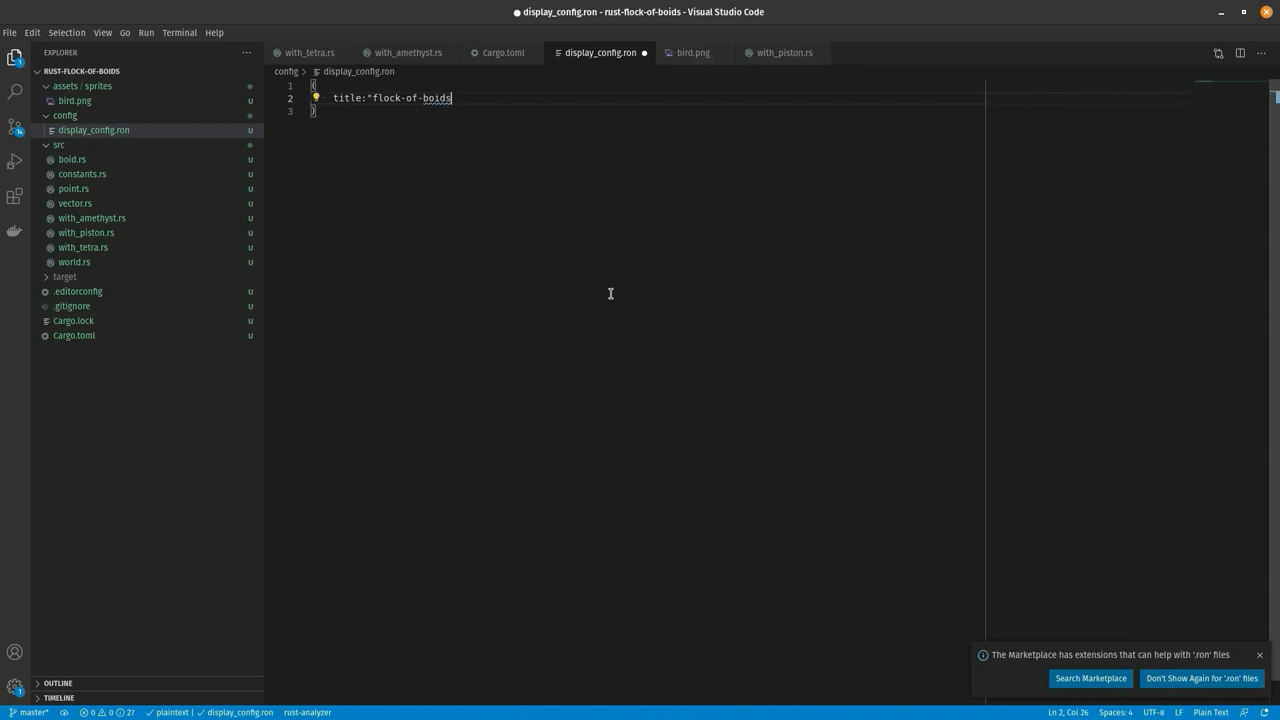 display_config.ron - rust-flock-of-boids - Visual Studio Code
File Edit Selection View Go Run Terminal Help
EXPLORER
with_tetra.rs with_amethyst.rs Cargo.toml display_config.ron bird.png with_piston.rs
RUST-FLOCK-OF-BOIDS
config display_config.ron
assets / sprites
bird.png U
config
display_config.ron U
src
boid.rs U
constants.rs U
point.rs U
vector.rs U
with_amethyst.rs U
with_piston.rs U
with_tetra.rs U
world.rs U
target
.editorconfig U
.gitignore U
Cargo.lock U
Cargo.toml U
1 (
2 title:"flock-of-boids
3 )
The Marketplace has extensions that can help with '.ron' files
Search Marketplace Don't Show Again for '.ron' files
OUTLINE
TIMELINE
master* 0 0 27 plaintext display_config.ron rust-analyzer Ln 2, Col 26 Spaces: 4 UTF-8 LF Plain Text